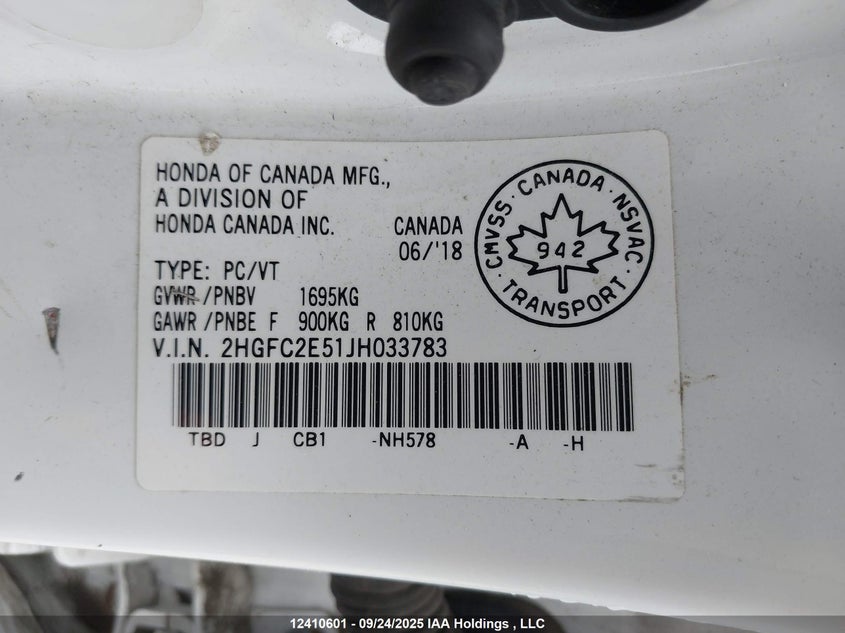 HONDA OF CANADA MFG.,
A DIVISION OF
HONDA CANADA INC. CANADA
06/'18
TYPE: PC/VT
GVWR/PNBV 1695KG
GAWR/PNBE F 900KG R 810KG
V.I.N. 2HGFC2E51JH033783
TBD J CB1 -NH578 -A -H
CMVSS · CANADA · NSVAC · TRANSPORT ·
942
12410601 - 09/24/2025 IAA Holdings , LLC